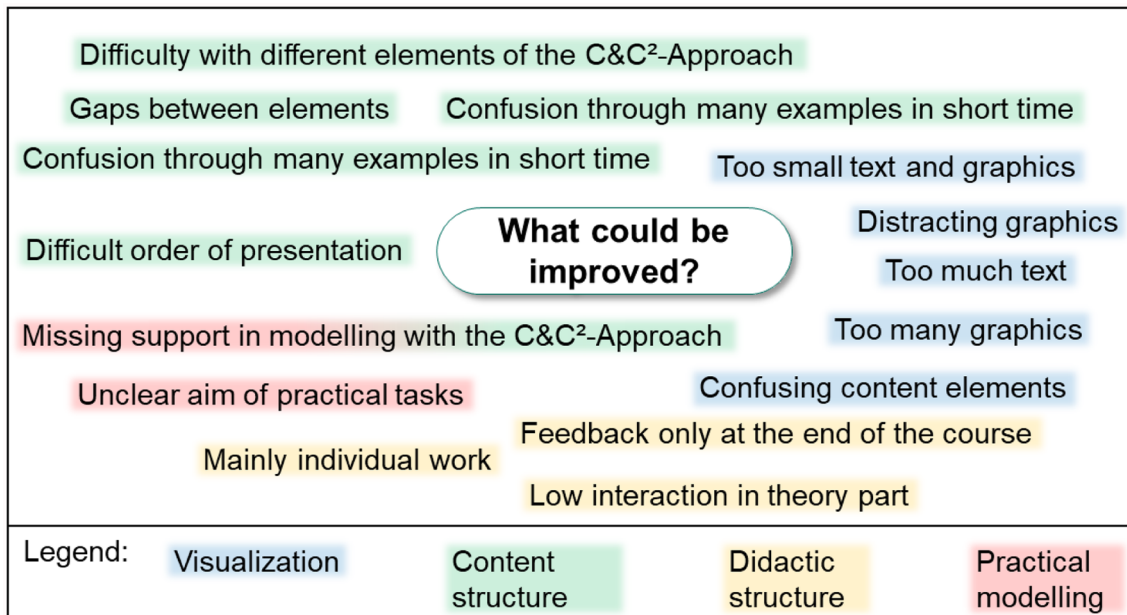 Difficulty with different elements of the C&C²-Approach
Gaps between elements
Confusion through many examples in short time
Confusion through many examples in short time
Too small text and graphics
Distracting graphics
Difficult order of presentation
What could be
improved?
Too much text
Missing support in modelling with the C&C²-Approach
Too many graphics
Unclear aim of practical tasks
Confusing content elements
Feedback only at the end of the course
Mainly individual work
Low interaction in theory part
Legend:
Visualization
Content
structure
Didactic
structure
Practical
modelling